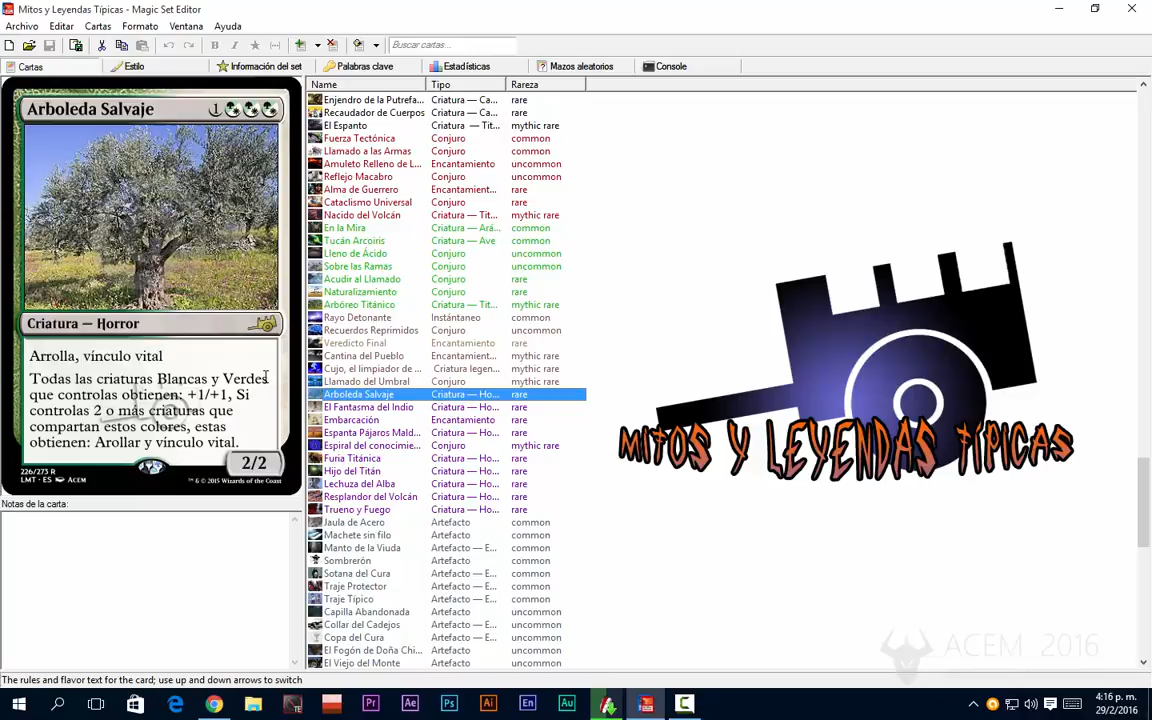 Mitos y Leyendas Típicas - Magic Set Editor
Archivo Editar Cartas Formato Ventana Ayuda
Buscar cartas...
Cartas Estilo Información del set Palabras clave Estadísticas Mazos aleatorios Console
Arboleda Salvaje 1
Criatura — Horror
Arrolla, vínculo vital
Todas las criaturas Blancas y Verdes
que controlas obtienen: +1/+1, Si
controlas 2 o más criaturas que
compartan estos colores, estas
obtienen: Arollar y vínculo vital.
2/2
226/273 R
LMT · ES ACEM
™ & © 2015 Wizards of the Coast
Notas de la carta:
Name Tipo Rareza
Enjendro de la Putrefa... Criatura — Ca... rare
Recaudador de Cuerpos Criatura — Ca... rare
El Espanto Criatura — Tit... mythic rare
Fuerza Tectónica Conjuro common
Llamado a las Armas Conjuro common
Amuleto Relleno de L... Encantamiento uncommon
Reflejo Macabro Conjuro uncommon
Alma de Guerrero Encantamient... rare
Cataclismo Universal Conjuro rare
Nacido del Volcán Criatura — Tit... mythic rare
En la Mira Criatura — Ará... common
Tucán Arcoiris Criatura — Ave common
Lleno de Ácido Conjuro uncommon
Sobre las Ramas Conjuro uncommon
Acudir al Llamado Conjuro rare
Naturalizamiento Conjuro rare
Arbóreo Titánico Criatura — Tit... mythic rare
Rayo Detonante Instántaneo common
Recuerdos Reprimidos Conjuro uncommon
Veredicto Final Encantamiento rare
Cantina del Pueblo Encantamiento mythic rare
Cujo, el limpiador de ... Criatura legen... mythic rare
Llamado del Umbral Conjuro mythic rare
Arboleda Salvaje Criatura — Ho... rare
El Fantasma del Indio Criatura — Ho... rare
Embarcación Encantamiento rare
Espanta Pájaros Mald... Criatura — Ho... rare
Espiral del conocimie... Conjuro mythic rare
Furia Titánica Criatura — Ho... rare
Hijo del Titán Criatura — Ho... rare
Lechuza del Alba Criatura — Ho... rare
Resplandor del Volcán Criatura — Ho... rare
Trueno y Fuego Criatura — Ho... rare
Jaula de Acero Artefacto common
Machete sin filo Artefacto common
Manto de la Viuda Artefacto — E... common
Sombrerón Artefacto common
Sotana del Cura Artefacto — E... common
Traje Protector Artefacto — E... common
Traje Típico Artefacto — E... common
Capilla Abandonada Artefacto uncommon
Collar del Cadejos Artefacto — E... uncommon
Copa del Cura Artefacto uncommon
El Fogón de Doña Chi... Artefacto uncommon
El Viejo del Monte Artefacto uncommon
MITOS Y LEYENDAS TÍPICAS
ACEM 2016
The rules and flavor text for the card; use up and down arrows to switch
4:16 p. m.
29/2/2016